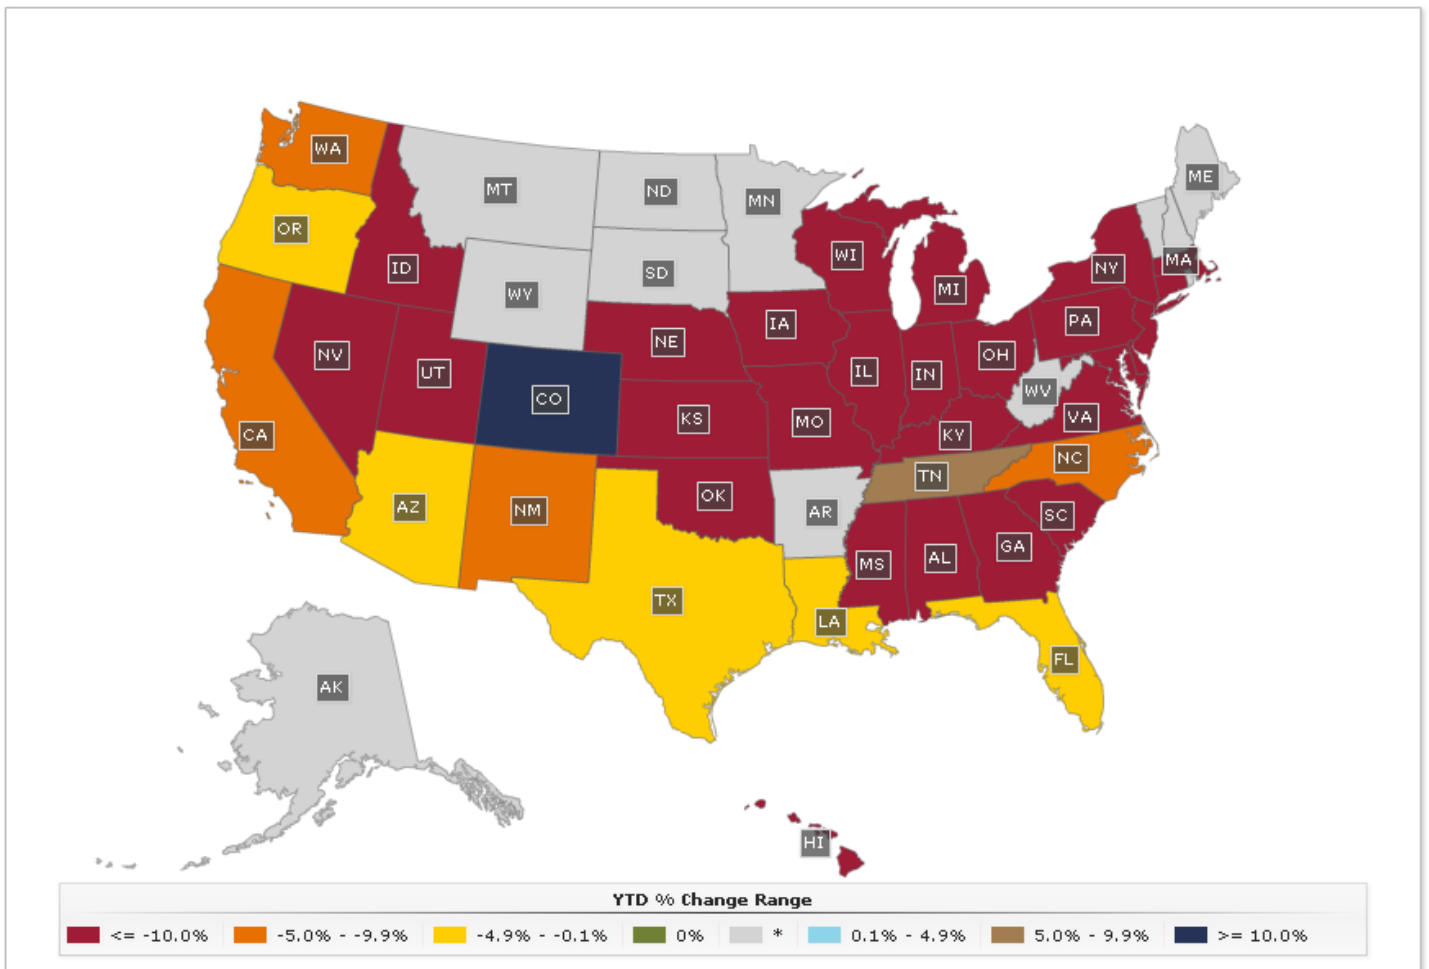 WA
MT
ND
MN
ME
OR
ID
WY
SD
WI
MI
NY
MA
NV
UT
CO
NE
IA
IL
IN
OH
PA
WV
VA
CA
AZ
NM
KS
MO
KY
NC
TN
OK
AR
SC
MS
AL
GA
TX
LA
FL
AK
HI
YTD % Change Range
<= -10.0% -5.0% - -9.9% -4.9% - -0.1% 0% * 0.1% - 4.9% 5.0% - 9.9% >= 10.0%